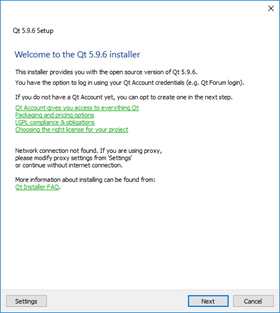 Qt 5.9.6 Setup
Welcome to the Qt 5.9.6 installer
This installer provides you with the open source version of Qt 5.9.6.
You have the option to log in using your Qt Account credentials (e.g. Qt Forum login).
If you do not have a Qt Account yet, you can opt to create one in the next step.
Qt Account gives you access to everything Qt
Packaging and pricing options
LGPL compliance & obligations
Choosing the right license for your project
Network connection not found. If you are using proxy,
please modify proxy settings from 'Settings'
or continue without internet connection.
More information about installing can be found from:
Qt Installer FAQ.
Settings
Next
Cancel